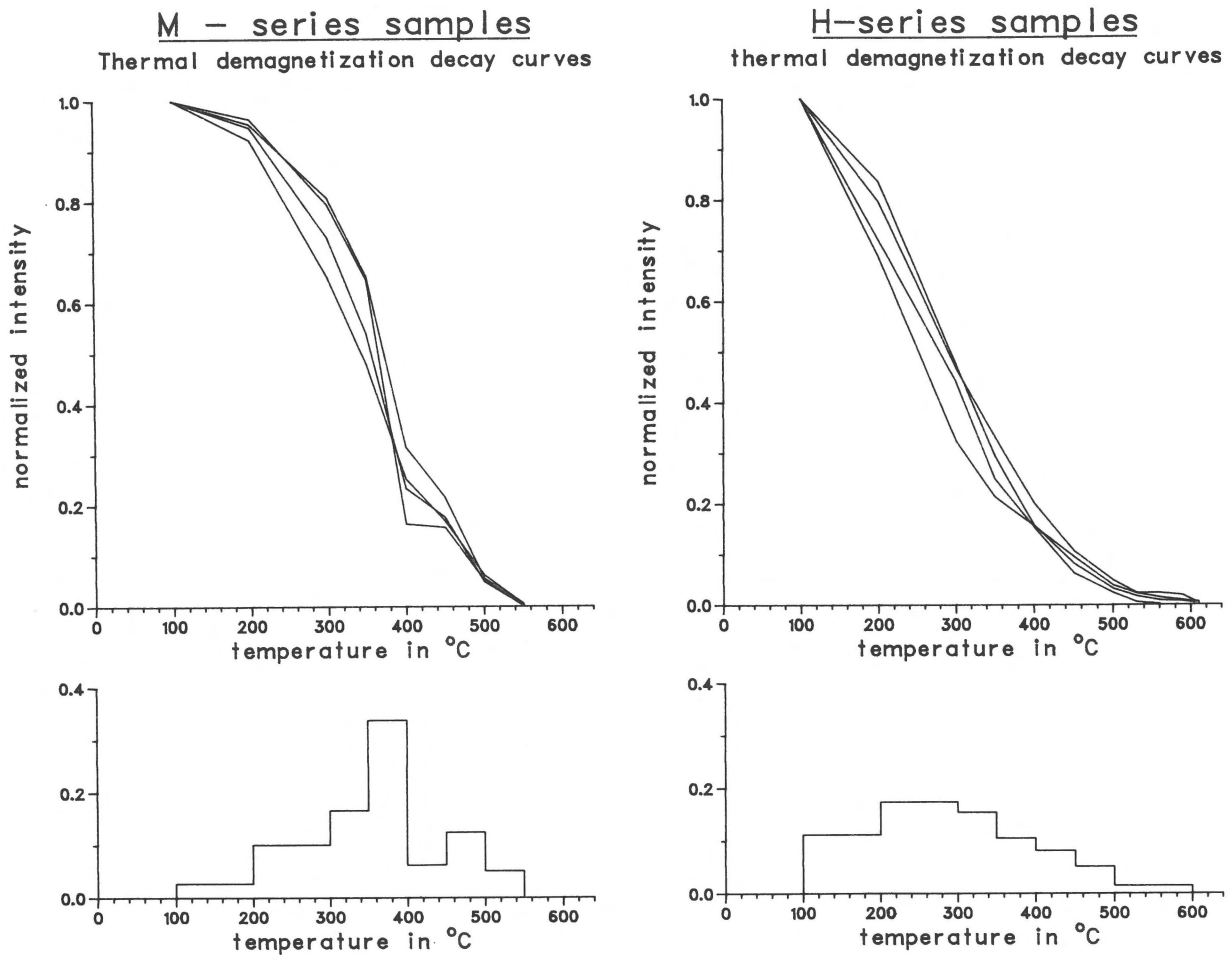 M - series samples
Thermal demagnetization decay curves
1.0
0.8
0.6
0.4
0.2
0.0
normalized intensity
0 100 200 300 400 500 600
temperature in °C
0.4
0.2
0.0
0 100 200 300 400 500 600
temperature in °C
H-series samples
thermal demagnetization decay curves
1.0
0.8
0.6
0.4
0.2
0.0
normalized intensity
0 100 200 300 400 500 600
temperature in °C
0.4
0.2
0.0
0 100 200 300 400 500 600
temperature in °C